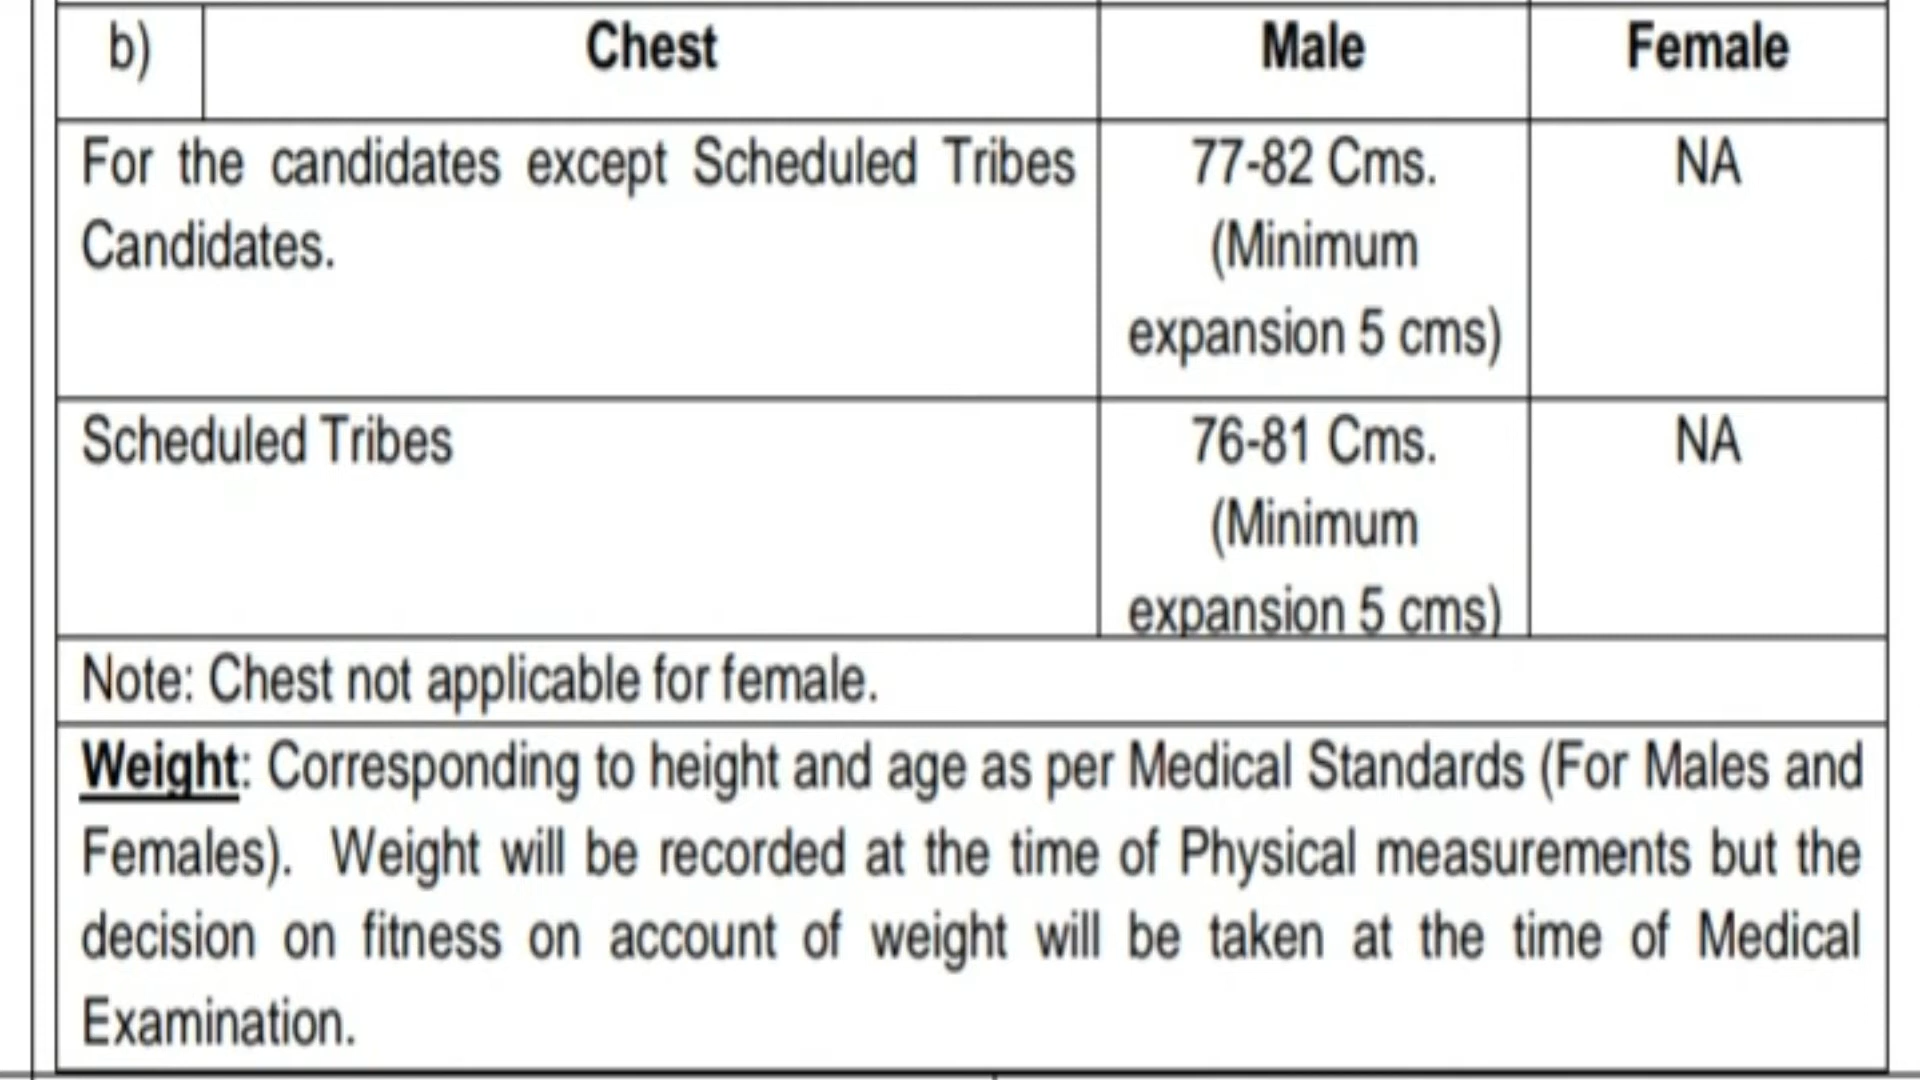 b) Chest Male Female
For the candidates except Scheduled Tribes 77-82 Cms. NA
Candidates. (Minimum
expansion 5 cms)
Scheduled Tribes 76-81 Cms. NA
(Minimum
expansion 5 cms)
Note: Chest not applicable for female.
Weight: Corresponding to height and age as per Medical Standards (For Males and
Females). Weight will be recorded at the time of Physical measurements but the
decision on fitness on account of weight will be taken at the time of Medical
Examination.